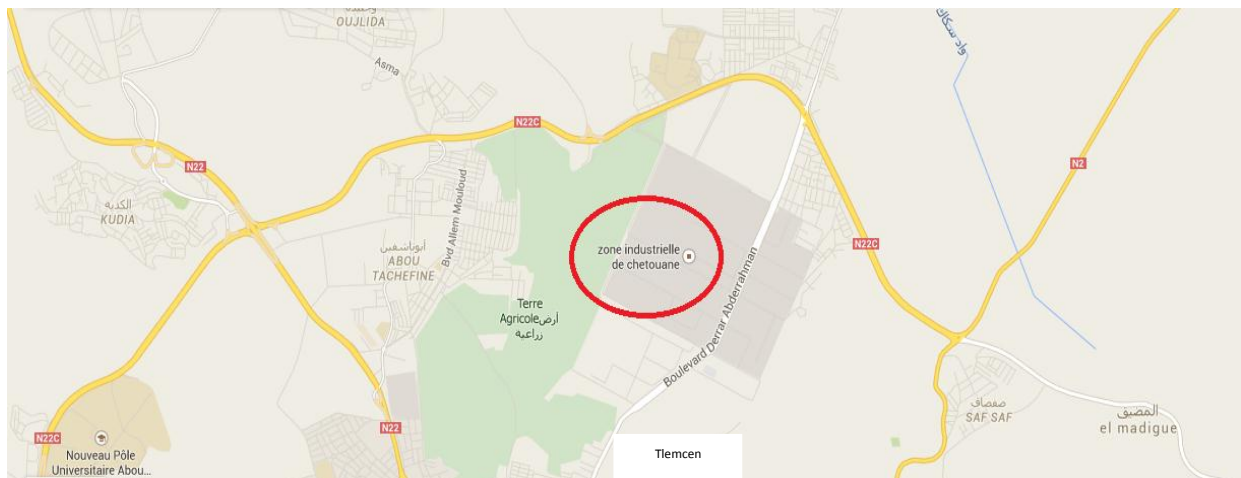 OUJLIDA
Asma
واد سكاك
N22C
N22
N2
الكدية
KUDIA
Bvd Allem Mouloud
أبوتاشفين
ABOU
TACHEFINE
zone industrielle
de chetouane
N22C
Terre
Agricole أرض
زراعية
Boulevard Derrar Abderrahman
صفصاف
SAF SAF
المضيق
el madigue
N22C
N22
Nouveau Pôle
Universitaire Abou...
Tlemcen